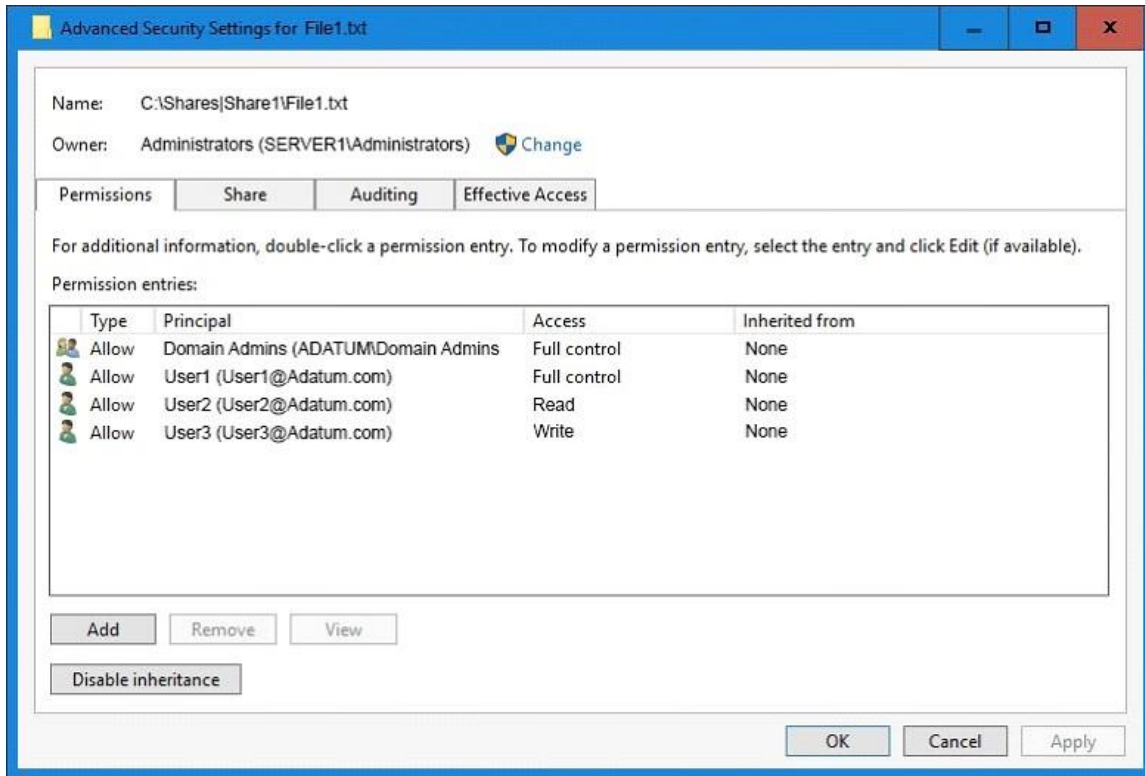 Advanced Security Settings for File1.txt
Name: C:\Shares|Share1\File1.txt
Owner: Administrators (SERVER1\Administrators) Change
Permissions Share Auditing Effective Access
For additional information, double-click a permission entry. To modify a permission entry, select the entry and click Edit (if available).
Permission entries:
Type Principal Access Inherited from
Allow Domain Admins (ADATUM\Domain Admins Full control None
Allow User1 (User1@Adatum.com) Full control None
Allow User2 (User2@Adatum.com) Read None
Allow User3 (User3@Adatum.com) Write None
Add Remove View
Disable inheritance
OK Cancel Apply